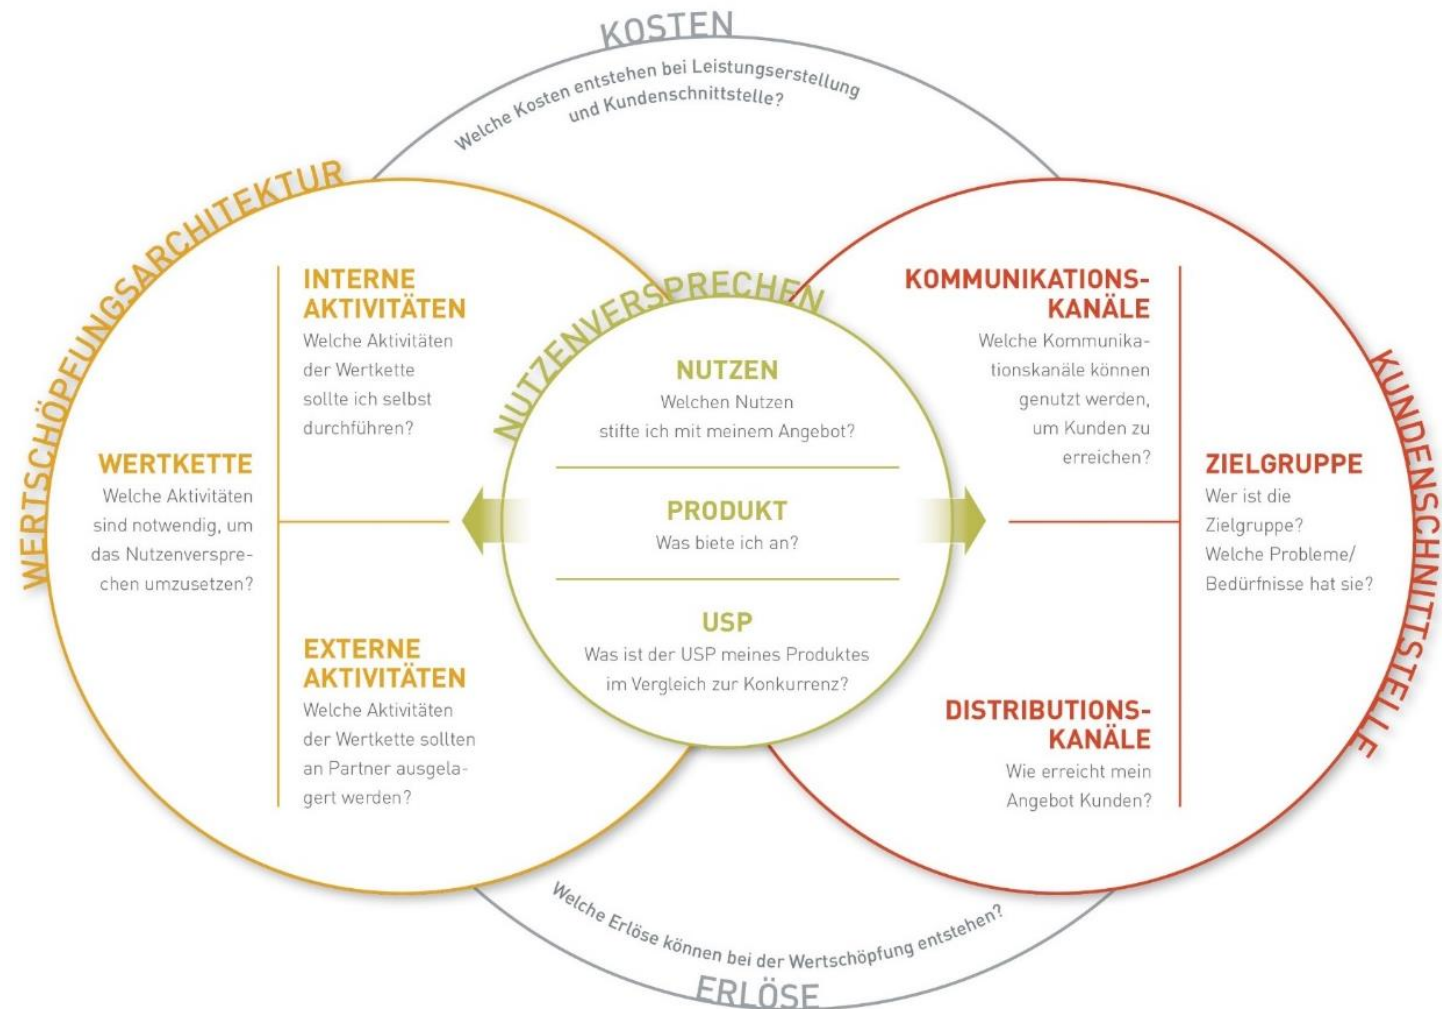 KOSTEN
Welche Kosten entstehen bei Leistungserstellung
und Kundenschnittstelle?
WERTSCHÖPFUNGSARCHITEKTUR
WERTKETTE
Welche Aktivitäten
sind notwendig, um
das Nutzenverspre-
chen umzusetzen?
INTERNE
AKTIVITÄTEN
Welche Aktivitäten
der Wertkette
sollte ich selbst
durchführen?
EXTERNE
AKTIVITÄTEN
Welche Aktivitäten
der Wertkette sollten
an Partner ausgela-
gert werden?
NUTZENVERSPRECHEN
NUTZEN
Welchen Nutzen
stifte ich mit meinem Angebot?
PRODUKT
Was biete ich an?
USP
Was ist der USP meines Produktes
im Vergleich zur Konkurrenz?
KOMMUNIKATIONS-
KANÄLE
Welche Kommunika-
tionskanäle können
genutzt werden,
um Kunden zu
erreichen?
DISTRIBUTIONS-
KANÄLE
Wie erreicht mein
Angebot Kunden?
ZIELGRUPPE
Wer ist die
Zielgruppe?
Welche Probleme/
Bedürfnisse hat sie?
KUNDENSCHNITTSTELLE
Welche Erlöse können bei der Wertschöpfung entstehen?
ERLÖSE